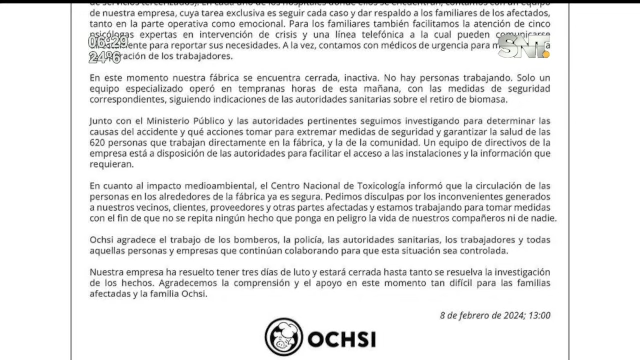 de servicios tercerizados, en cada uno de los hospitales donde ellos se encuentran, contamos con un equipo
de nuestra empresa, cuya tarea exclusiva es seguir cada caso y dar respaldo a los familiares de los afectados,
tanto en la parte operativa como emocional. Para los familiares también facilitamos la atención de cinco
psicólogas expertas en intervención de crisis y una línea telefónica a la cual pueden comunicarse
para reportar sus necesidades. A la vez, contamos con médicos de urgencia para
de los trabajadores.
06:29
24°6
SNT
En este momento nuestra fábrica se encuentra cerrada, inactiva. No hay personas trabajando. Solo un
equipo especializado operó en tempranas horas de esta mañana, con las medidas de seguridad
correspondientes, siguiendo indicaciones de las autoridades sanitarias sobre el retiro de biomasa.
Junto con el Ministerio Público y las autoridades pertinentes seguimos investigando para determinar las
causas del accidente y qué acciones tomar para extremar medidas de seguridad y garantizar la salud de las
620 personas que trabajan directamente en la fábrica, y la de la comunidad. Un equipo de directivos de la
empresa está a disposición de las autoridades para facilitar el acceso a las instalaciones y la información que
requieran.
En cuanto al impacto medioambiental, el Centro Nacional de Toxicología informó que la circulación de las
personas en los alrededores de la fábrica ya es segura. Pedimos disculpas por los inconvenientes generados
a nuestros vecinos, clientes, proveedores y otras partes afectadas y estamos trabajando para tomar medidas
con el fin de que no se repita ningún hecho que ponga en peligro la vida de nuestros compañeros ni de nadie.
Ochsi agradece el trabajo de los bomberos, la policía, las autoridades sanitarias, los trabajadores y todas
aquellas personas y empresas que continúan colaborando para que esta situación sea controlada.
Nuestra empresa ha resuelto tener tres días de luto y estará cerrada hasta tanto se resuelva la investigación
de los hechos. Agradecemos la comprensión y el apoyo en este momento tan difícil para las familias
afectadas y la familia Ochsi.
8 de febrero de 2024; 13:00
OCHSI